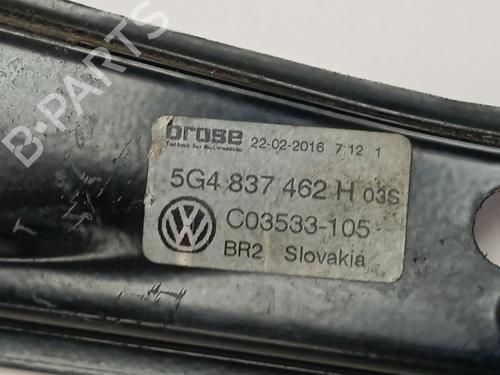 B-PARTS
brose 22-02-2016 7 12 1
5G4 837 462 H 03S
C03533-105
BR2 Slovakia